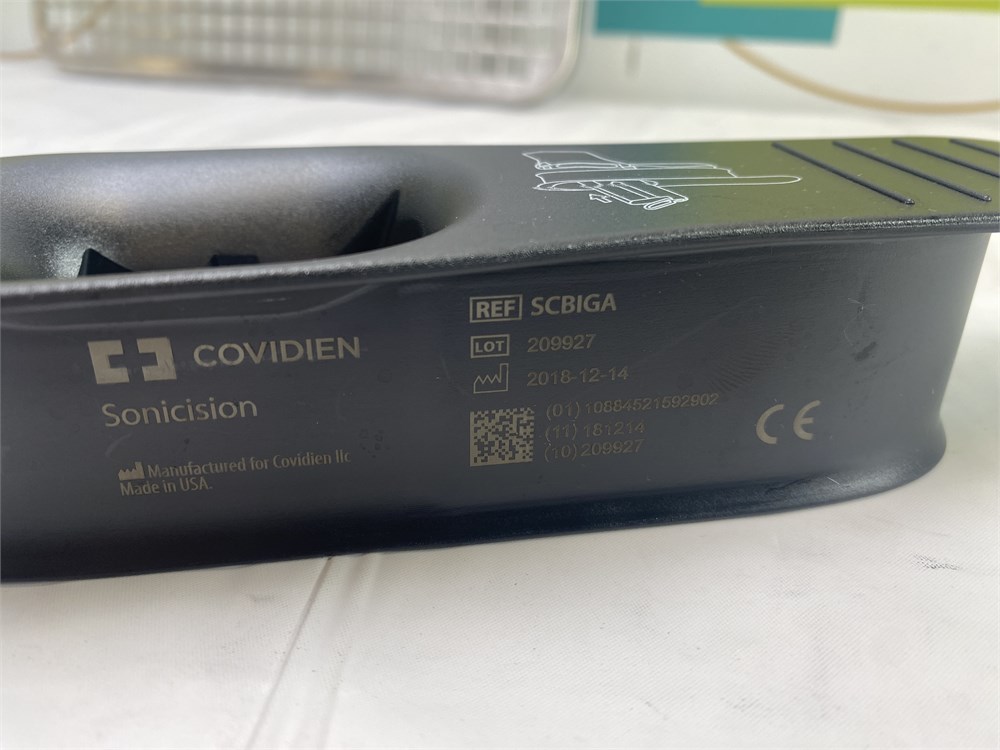 COVIDIEN
Sonicision
Manufactured for Covidien llc
Made in USA.
REF SCBIGA
LOT 209927
2018-12-14
(01) 10884521592902
(11) 181214
(10) 209927
CE